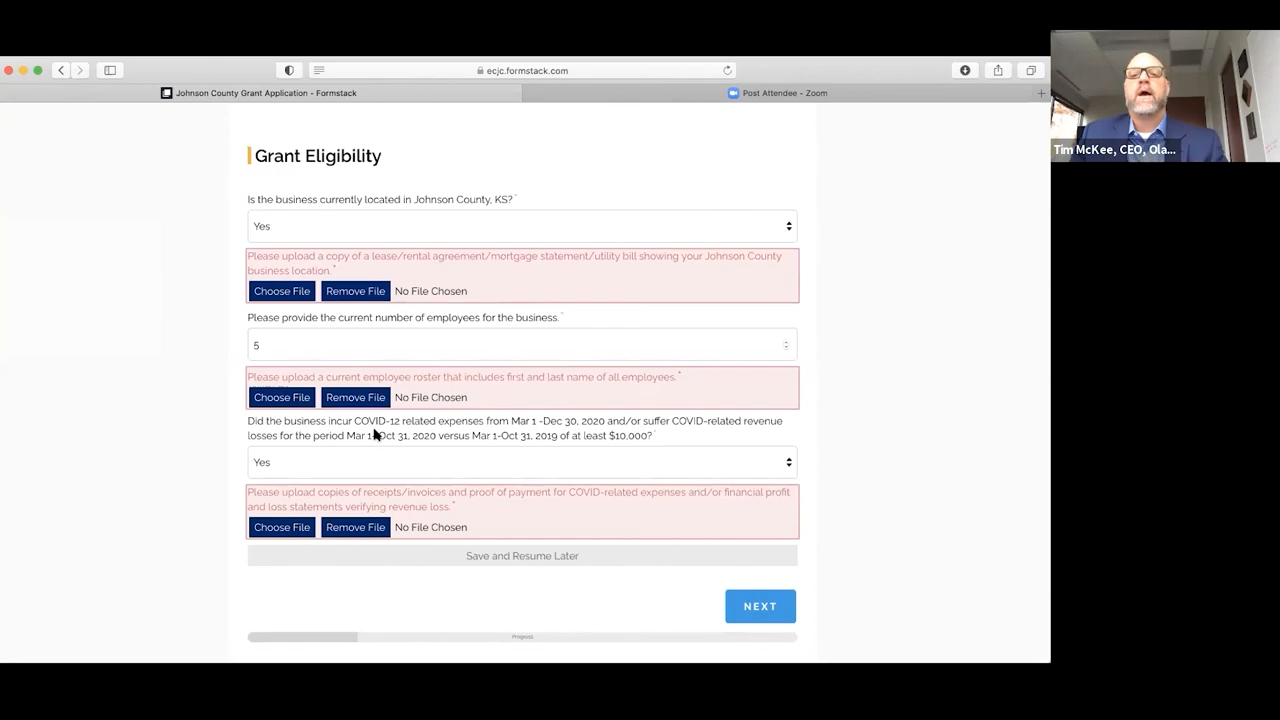 ecjc.formstack.com
Johnson County Grant Application - Formstack
Post Attendee - Zoom
Tim McKee, CEO, Ola...
Grant Eligibility
Is the business currently located in Johnson County, KS? *
Yes
Please upload a copy of a lease/rental agreement/mortgage statement/utility bill showing your Johnson County
business location. *
Choose File Remove File No File Chosen
Please provide the current number of employees for the business. *
5
Please upload a current employee roster that includes first and last name of all employees. *
Choose File Remove File No File Chosen
Did the business incur COVID-12 related expenses from Mar 1 -Dec 30, 2020 and/or suffer COVID-related revenue
losses for the period Mar 1-Oct 31, 2020 versus Mar 1-Oct 31, 2019 of at least $10,000? *
Yes
Please upload copies of receipts/invoices and proof of payment for COVID-related expenses and/or financial profit
and loss statements verifying revenue loss. *
Choose File Remove File No File Chosen
Save and Resume Later
NEXT
Progress